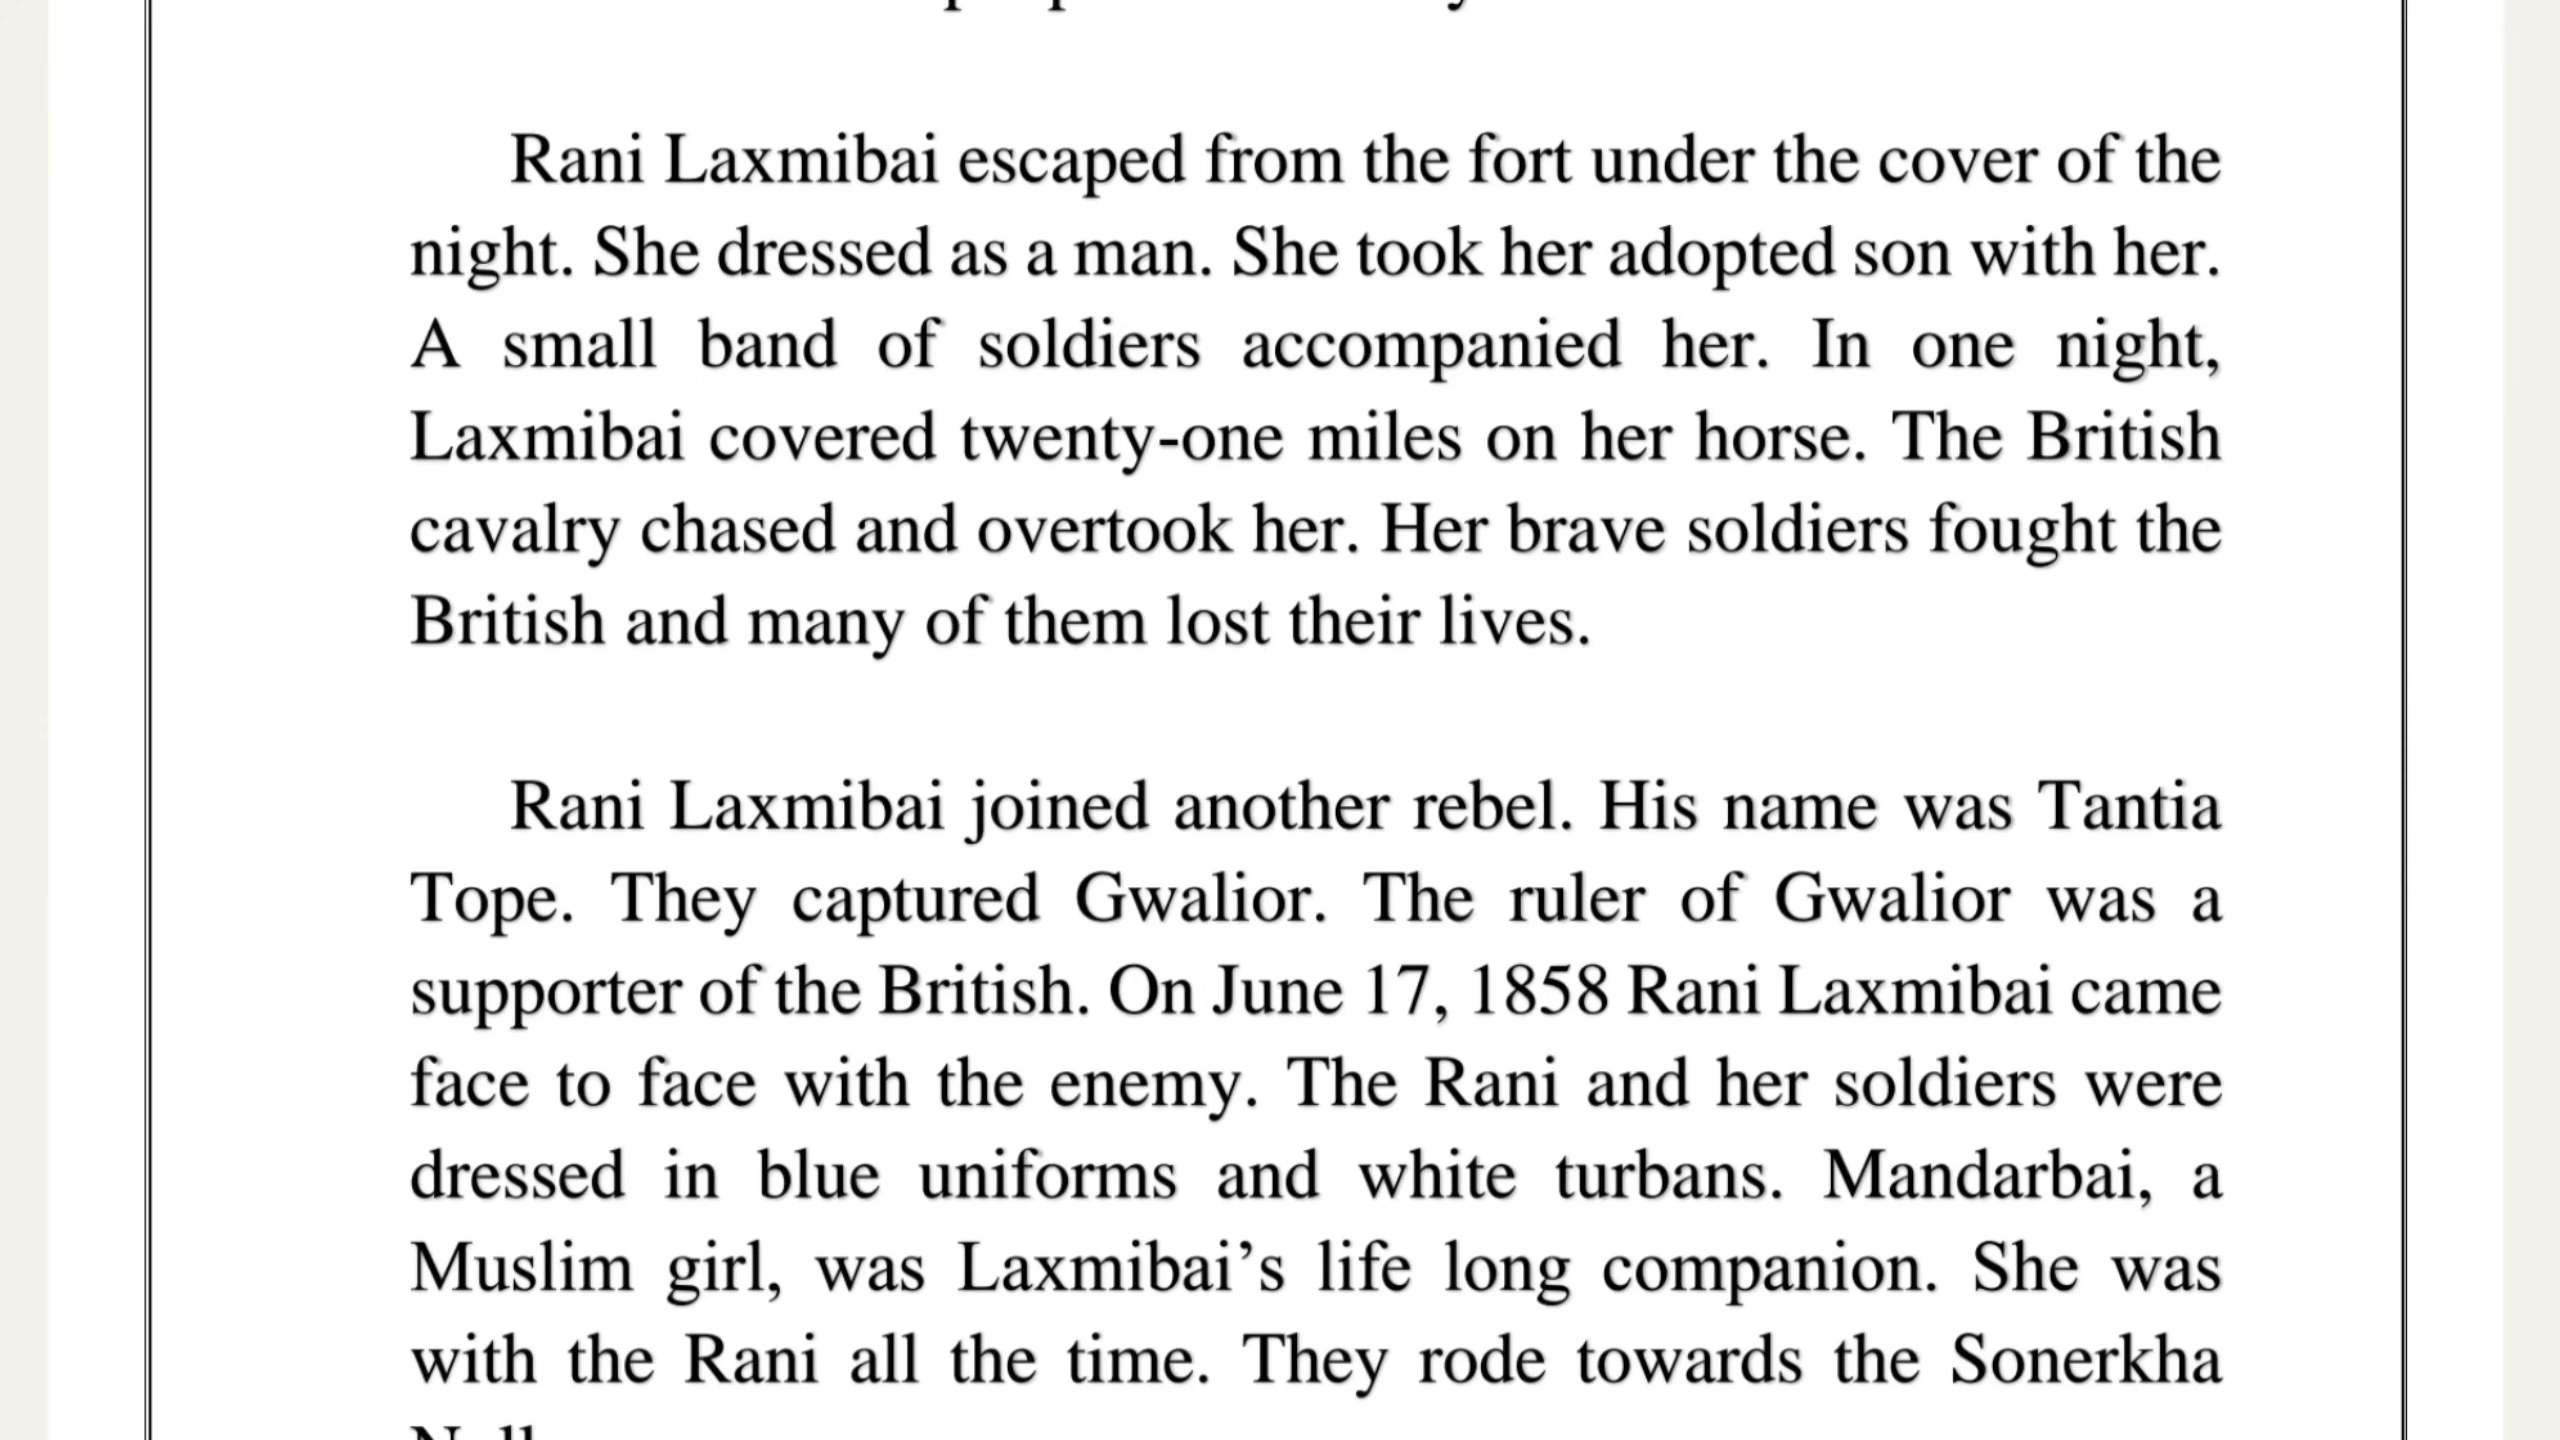 Rani Laxmibai escaped from the fort under the cover of the
night. She dressed as a man. She took her adopted son with her.
A small band of soldiers accompanied her. In one night,
Laxmibai covered twenty-one miles on her horse. The British
cavalry chased and overtook her. Her brave soldiers fought the
British and many of them lost their lives.
Rani Laxmibai joined another rebel. His name was Tantia
Tope. They captured Gwalior. The ruler of Gwalior was a
supporter of the British. On June 17, 1858 Rani Laxmibai came
face to face with the enemy. The Rani and her soldiers were
dressed in blue uniforms and white turbans. Mandarbai, a
Muslim girl, was Laxmibai’s life long companion. She was
with the Rani all the time. They rode towards the Sonerkha